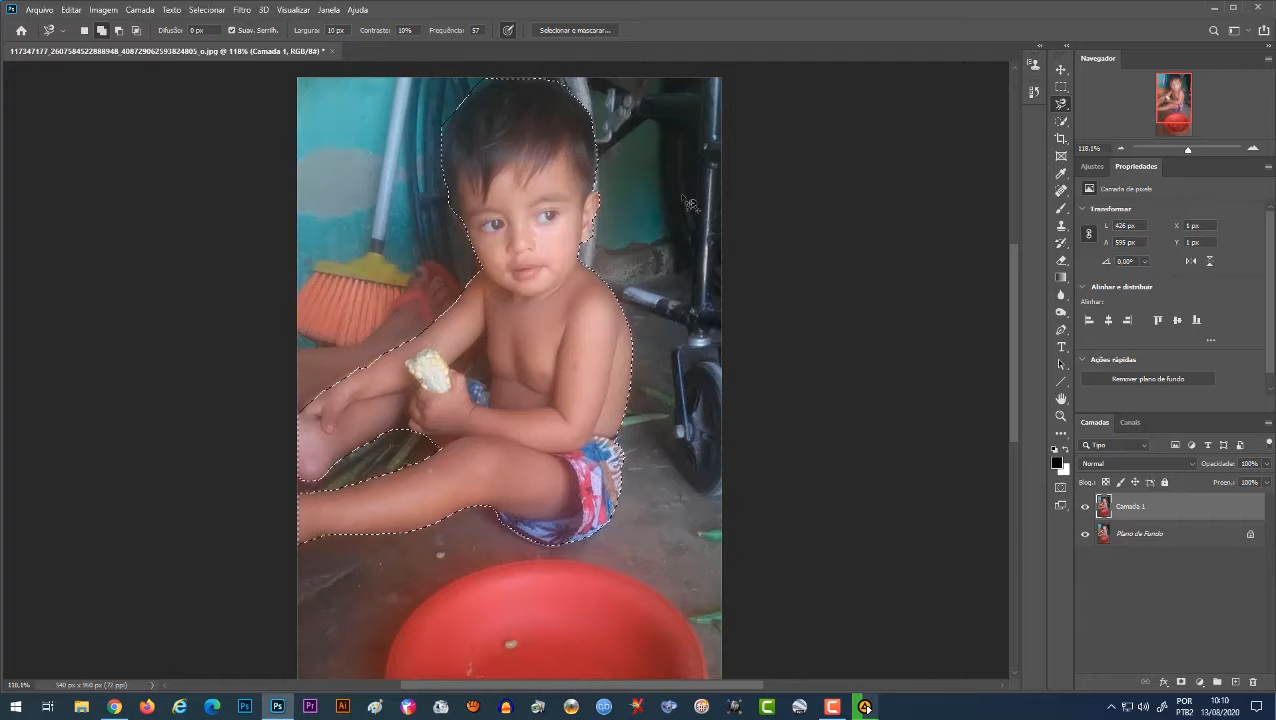 Arquivo Editar Imagem Camada Texto Selecionar Filtro 3D Visualizar Janela Ajuda
Difusão: 0 px Suav. Serrilh. Largura: 10 px Contraste: 10% Frequência: 57 Selecionar e mascarar...
117347177_2607584522888948_408729062593824805_o.jpg @ 118% (Camada 1, RGB/8#) *
Navegador
118.1%
Ajustes Propriedades
Camada de pixels
Transformar
L 426 px X 1 px
A 595 px Y 1 px
0,00°
Alinhar e distribuir
Alinhar:
Ações rápidas
Remover plano de fundo
Camadas Canais
Tipo
Normal Opacidade: 100%
Bloq.: Preen.: 100%
Camada 1
Plano de Fundo
118,1% 540 px x 960 px (72 ppi)
POR 10:10
PTB2 13/08/2020